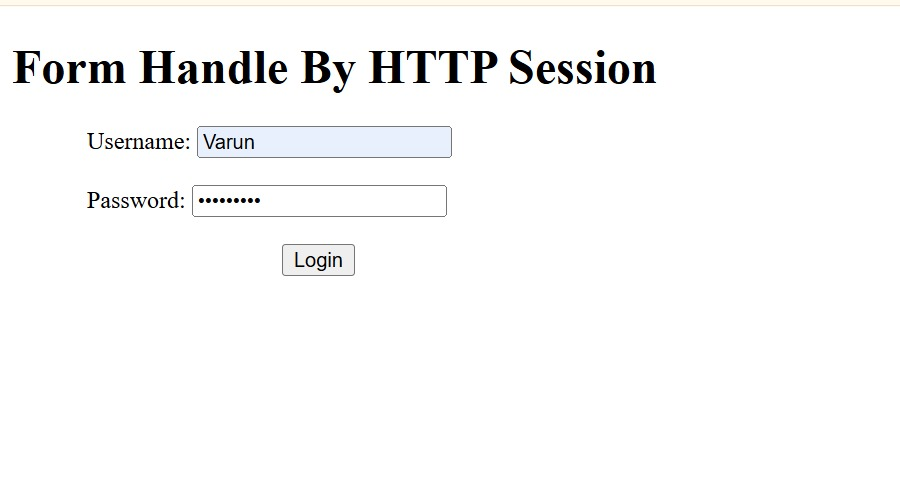 Form Handle By HTTP Session
Username: Varun
Password: •••••••••
Login